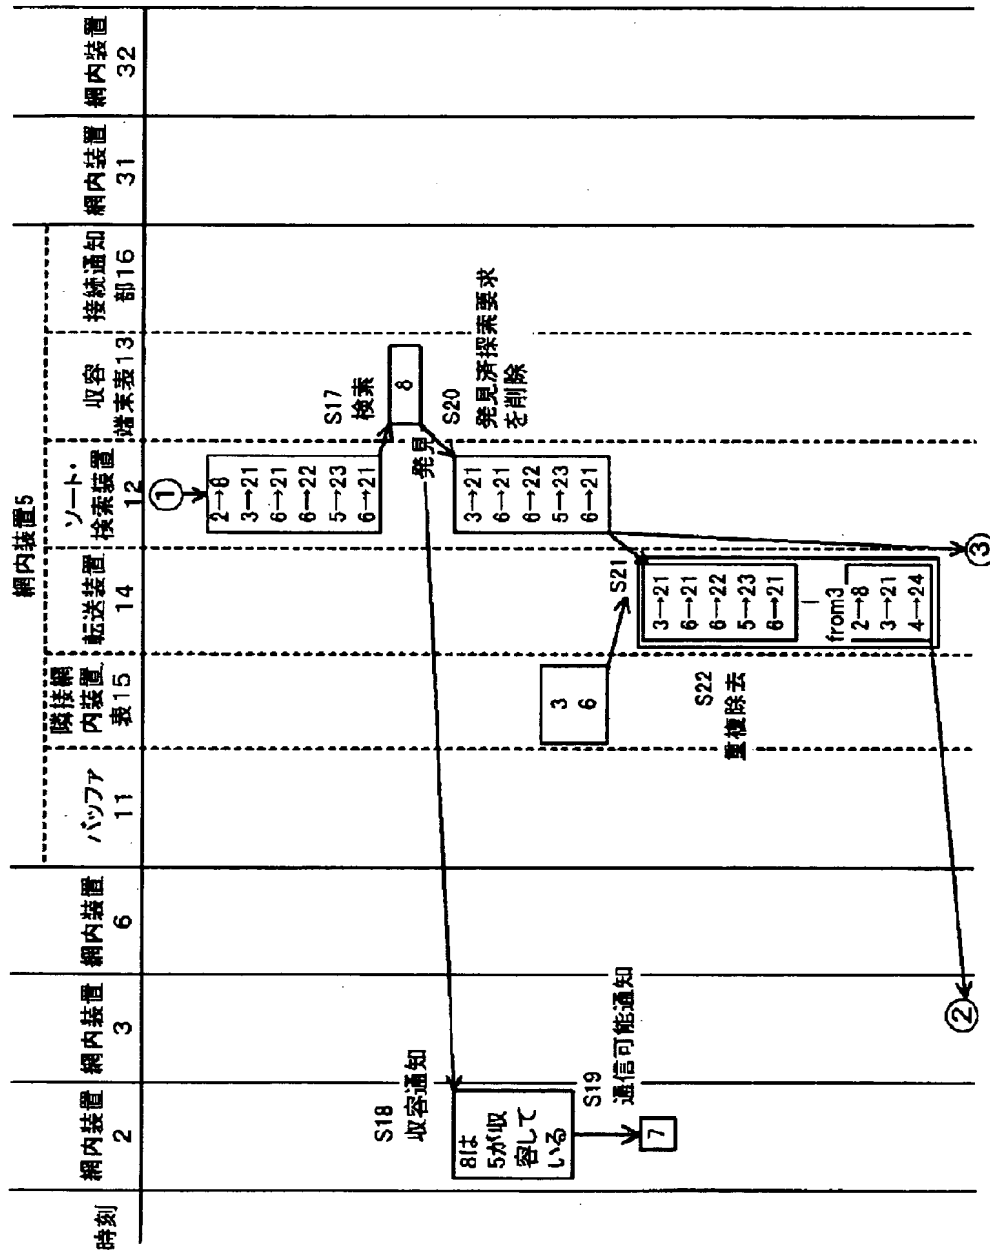 網内装置5
時刻
網内装置
2
網内装置
3
網内装置
6
バッファ
11
隣接網
内装置
表15
転送装置
14
ソート・
検索装置
12
収容
端末表13
接続通知
部16
網内装置
31
網内装置
32
①
2→8
3→21
6→21
6→22
5→23
6→21
S17
検索
8
発見
S18
収容通知
8は
5が収
容して
いる
S19
通信可能通知
7
S20
発見済探索要求
を削除
3→21
6→21
6→22
5→23
6→21
3
6
S21
3→21
6→21
6→22
5→23
6→21
－
from3
2→8
3→21
4→24
S22
重複除去
②
③